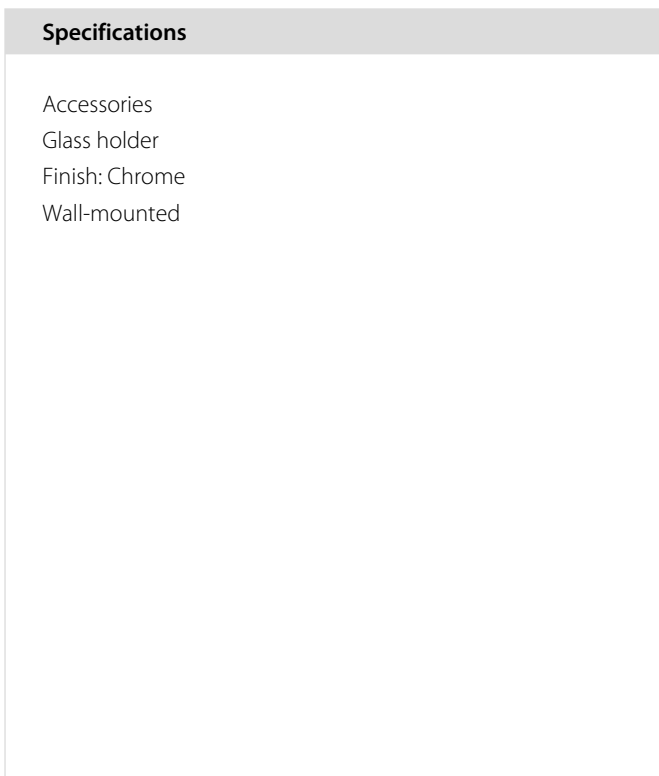 Specifications
Accessories
Glass holder
Finish: Chrome
Wall-mounted